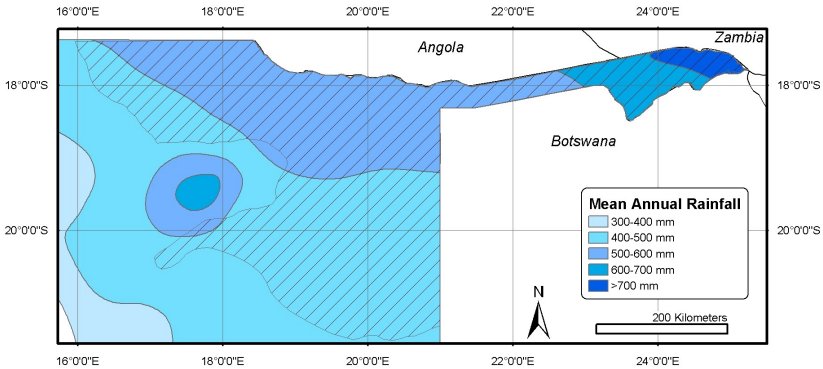 16°0'0"E 18°0'0"E 20°0'0"E 22°0'0"E 24°0'0"E
Zambia
Angola
18°0'0"S 18°0'0"S
Botswana
Mean Annual Rainfall
300-400 mm
400-500 mm
500-600 mm
600-700 mm
>700 mm
20°0'0"S 20°0'0"S
N
200 Kilometers
16°0'0"E 18°0'0"E 20°0'0"E 22°0'0"E 24°0'0"E